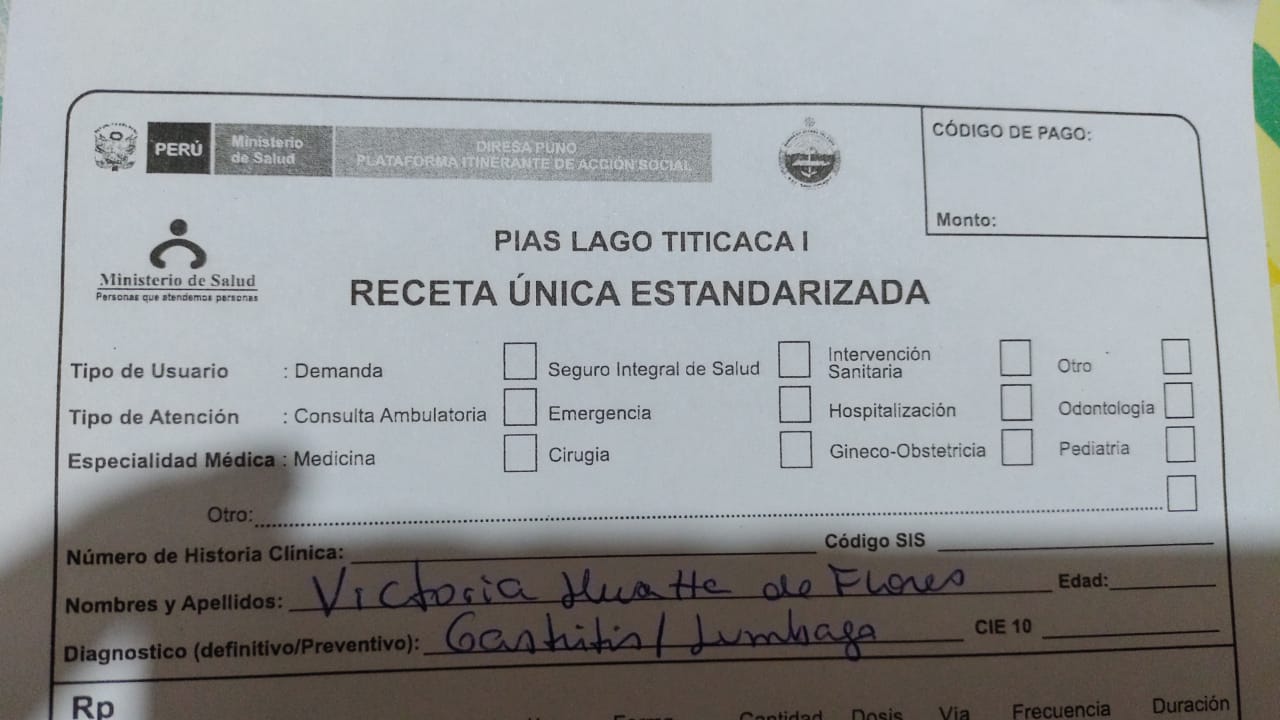 PERÚ Ministerio de Salud DIRESA PUNO PLATAFORMA ITINERANTE DE ACCIÓN SOCIAL
CÓDIGO DE PAGO:
Monto:
Ministerio de Salud
Personas que atendemos personas
PIAS LAGO TITICACA I
RECETA ÚNICA ESTANDARIZADA
Tipo de Usuario : Demanda Seguro Integral de Salud Intervención Sanitaria Otro
Tipo de Atención : Consulta Ambulatoria Emergencia Hospitalización Odontologia
Especialidad Médica : Medicina Cirugia Gineco-Obstetricia Pediatria
Otro:
Número de Historia Clínica: Código SIS
Nombres y Apellidos: Victoria de Flores Edad:
Diagnostico (definitivo/Preventivo): Gastritis / Lumbago CIE 10
Rp
Cantidad Dosis Via Frecuencia Duración